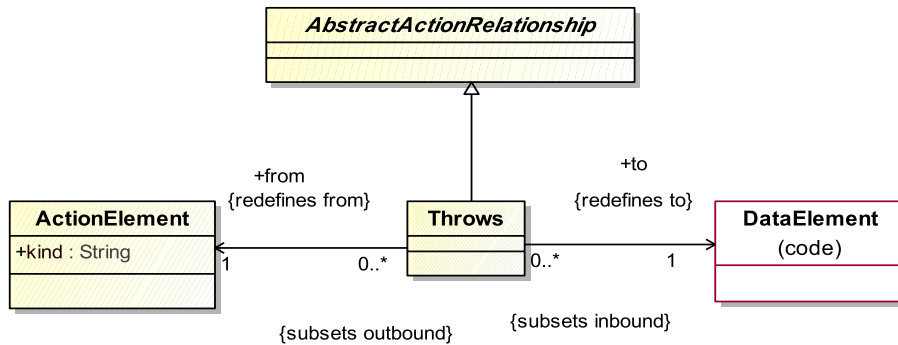 AbstractActionRelationship
+from
{redefines from}
+to
{redefines to}
ActionElement
+kind : String
Throws
DataElement
(code)
1
0..*
0..*
1
{subsets outbound}
{subsets inbound}